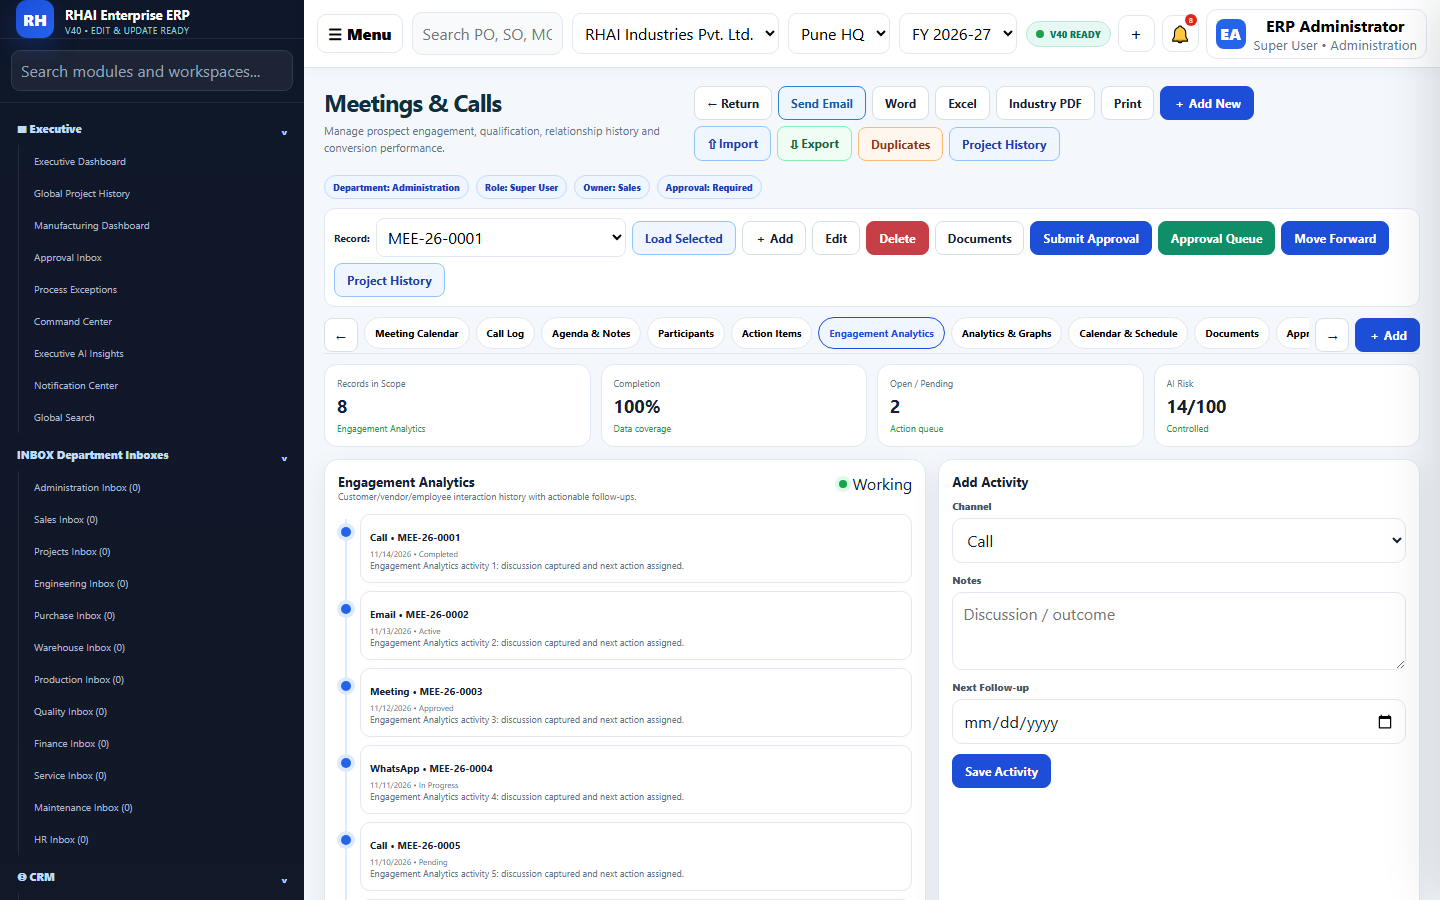 RH
RHAI Enterprise ERP
V40 • EDIT & UPDATE READY
Search modules and workspaces...
Executive
Executive Dashboard
Global Project History
Manufacturing Dashboard
Approval Inbox
Process Exceptions
Command Center
Executive AI Insights
Notification Center
Global Search
INBOX Department Inboxes
Administration Inbox (0)
Sales Inbox (0)
Projects Inbox (0)
Engineering Inbox (0)
Purchase Inbox (0)
Warehouse Inbox (0)
Production Inbox (0)
Quality Inbox (0)
Finance Inbox (0)
Service Inbox (0)
Maintenance Inbox (0)
HR Inbox (0)
CRM
☰ Menu
Search PO, SO, MO
RHAI Industries Pvt. Ltd.
Pune HQ
FY 2026-27
V40 READY
+
8
EA
ERP Administrator
Super User • Administration
Meetings & Calls
Manage prospect engagement, qualification, relationship history and
conversion performance.
← Return
Send Email
Word
Excel
Industry PDF
Print
+ Add New
⇧ Import
⇩ Export
Duplicates
Project History
Department: Administration
Role: Super User
Owner: Sales
Approval: Required
Record:
MEE-26-0001
Load Selected
+ Add
Edit
Delete
Documents
Submit Approval
Approval Queue
Move Forward
Project History
←
Meeting Calendar
Call Log
Agenda & Notes
Participants
Action Items
Engagement Analytics
Analytics & Graphs
Calendar & Schedule
Documents
Appr
→
+ Add
Records in Scope
8
Engagement Analytics
Completion
100%
Data coverage
Open / Pending
2
Action queue
AI Risk
14/100
Controlled
Engagement Analytics
Customer/vendor/employee interaction history with actionable follow-ups.
Working
Call • MEE-26-0001
11/14/2026 • Completed
Engagement Analytics activity 1: discussion captured and next action assigned.
Email • MEE-26-0002
11/13/2026 • Active
Engagement Analytics activity 2: discussion captured and next action assigned.
Meeting • MEE-26-0003
11/12/2026 • Approved
Engagement Analytics activity 3: discussion captured and next action assigned.
WhatsApp • MEE-26-0004
11/11/2026 • In Progress
Engagement Analytics activity 4: discussion captured and next action assigned.
Call • MEE-26-0005
11/10/2026 • Pending
Engagement Analytics activity 5: discussion captured and next action assigned.
Add Activity
Channel
Call
Notes
Discussion / outcome
Next Follow-up
mm/dd/yyyy
Save Activity